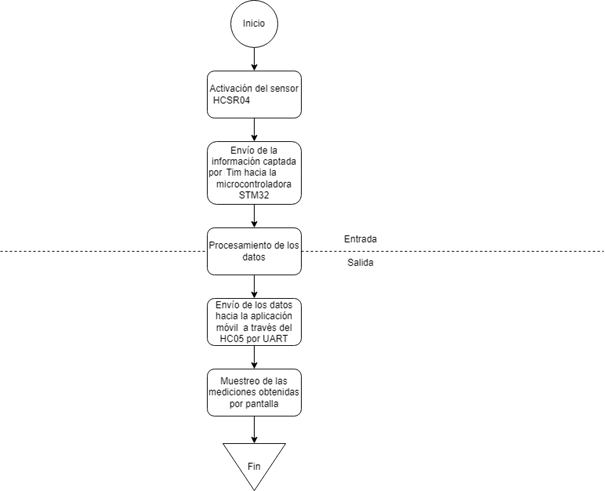 Inicio
Activación del sensor
HCSR04
Envío de la
información captada
por Tim hacia la
microcontroladora
STM32
Procesamiento de los
datos
Entrada
Salida
Envío de los datos
hacia la aplicación
móvil a través del
HC05 por UART
Muestreo de las
mediciones obtenidas
por pantalla
Fin